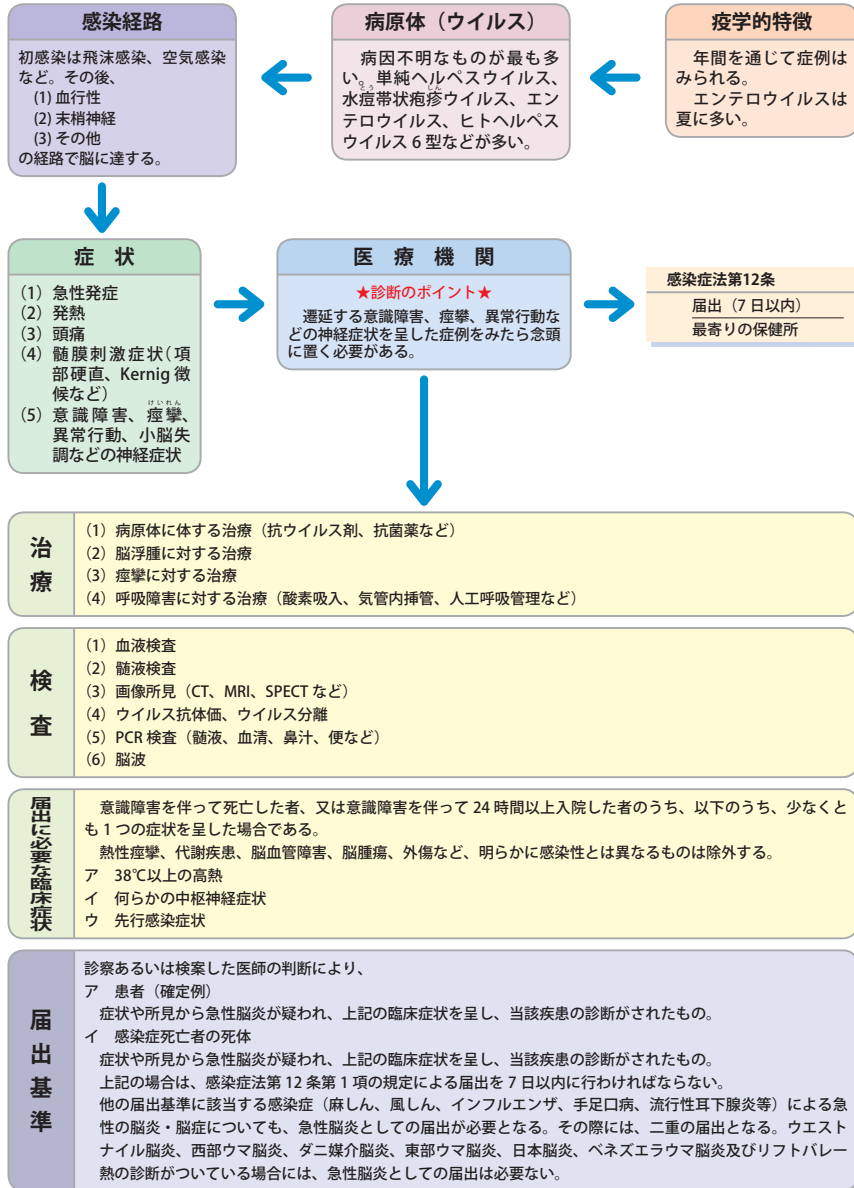 感染経路
初感染は飛沫感染、空気感染
など。その後、
(1) 血行性
(2) 末梢神経
(3) その他
の経路で脳に達する。
病原体（ウイルス）
病因不明なものが最も多
い。単純ヘルペスウイルス、
水痘帯状疱疹ウイルス、エン
テロウイルス、ヒトヘルペス
ウイルス 6 型などが多い。
疫学的特徴
年間を通じて症例は
みられる。
エンテロウイルスは
夏に多い。
症　状
(1) 急性発症
(2) 発熱
(3) 頭痛
(4) 髄膜刺激症状（項
部硬直、Kernig 徴
候など）
(5) 意識障害、痙攣、
異常行動、小脳失
調などの神経症状
医　療　機　関
★診断のポイント★
遷延する意識障害、痙攣、異常行動な
どの神経症状を呈した症例をみたら念頭
に置く必要がある。
感染症法第12条
届出（7 日以内）
最寄りの保健所
治療
(1) 病原体に体する治療（抗ウイルス剤、抗菌薬など）
(2) 脳浮腫に対する治療
(3) 痙攣に対する治療
(4) 呼吸障害に対する治療（酸素吸入、気管内挿管、人工呼吸管理など）
検査
(1) 血液検査
(2) 髄液検査
(3) 画像所見（CT、MRI、SPECT など）
(4) ウイルス抗体価、ウイルス分離
(5) PCR 検査（髄液、血清、鼻汁、便など）
(6) 脳波
届出に必要な臨床症状
意識障害を伴って死亡した者、又は意識障害を伴って 24 時間以上入院した者のうち、以下のうち、少なくと
も 1 つの症状を呈した場合である。
熱性痙攣、代謝疾患、脳血管障害、脳腫瘍、外傷など、明らかに感染性とは異なるものは除外する。
ア　38℃以上の高熱
イ　何らかの中枢神経症状
ウ　先行感染症状
届出基準
診察あるいは検案した医師の判断により、
ア　患者（確定例）
症状や所見から急性脳炎が疑われ、上記の臨床症状を呈し、当該疾患の診断がされたもの。
イ　感染症死亡者の死体
症状や所見から急性脳炎が疑われ、上記の臨床症状を呈し、当該疾患の診断がされたもの。
上記の場合は、感染症法第 12 条第 1 項の規定による届出を 7 日以内に行わければならない。
他の届出基準に該当する感染症（麻しん、風しん、インフルエンザ、手足口病、流行性耳下腺炎等）による急
性の脳炎・脳症についても、急性脳炎としての届出が必要となる。その際には、二重の届出となる。ウエスト
ナイル脳炎、西部ウマ脳炎、ダニ媒介脳炎、東部ウマ脳炎、日本脳炎、ベネズエラウマ脳炎及びリフトバレー
熱の診断がついている場合には、急性脳炎としての届出は必要ない。